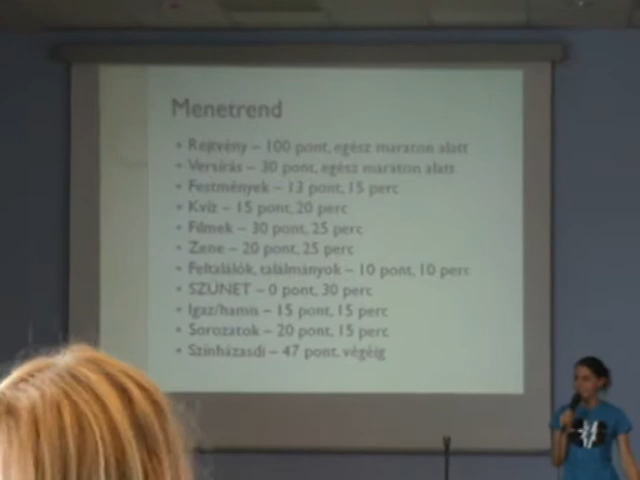 Menetrend
• Rejtvény – 100 pont, egész maraton alatt
• Versírás – 30 pont, egész maraton alatt
• Festmények – 13 pont, 15 perc
• Kvíz – 15 pont, 20 perc
• Filmek – 30 pont, 25 perc
• Zene – 20 pont, 25 perc
• Feltalálók, találmányok – 10 pont, 10 perc
• SZÜNET – 0 pont, 30 perc
• Igaz/hamis – 15 pont, 15 perc
• Sorozatok – 20 pont, 15 perc
• Színházasdi – 47 pont, végéig